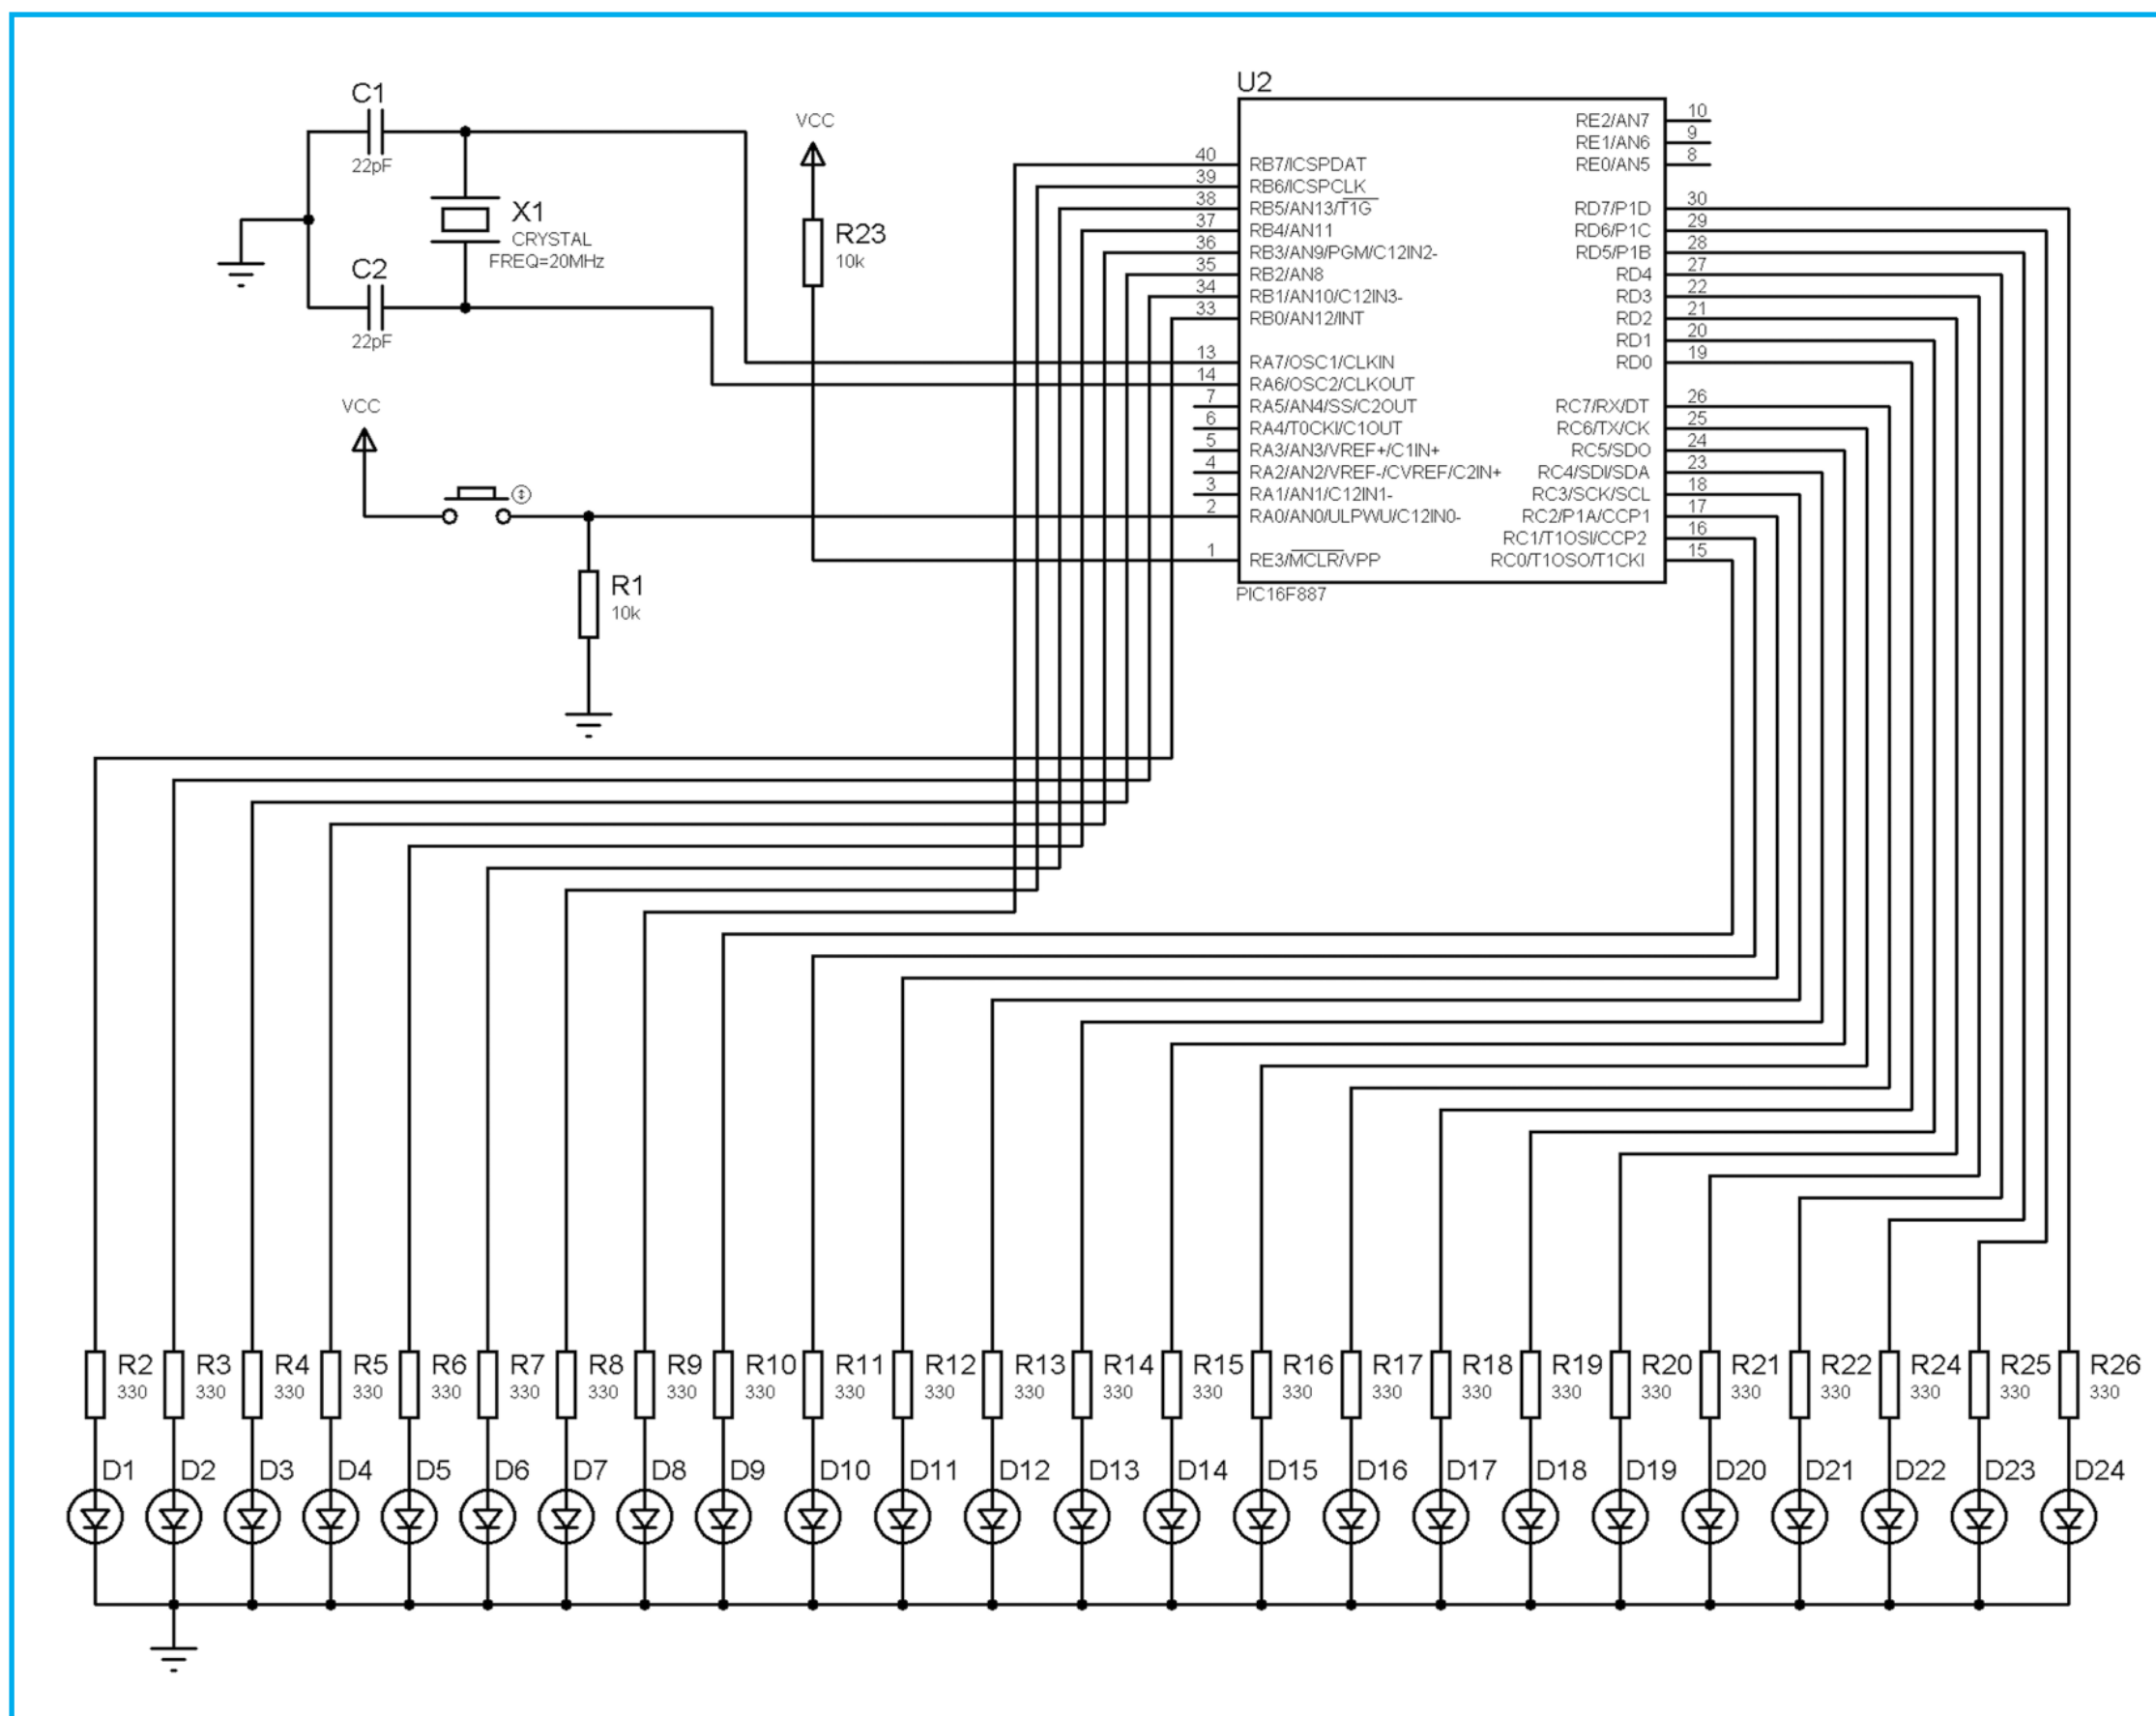 C1
22pF
X1
CRYSTAL
FREQ=20MHz
C2
22pF
VCC
R23
10k
VCC
R1
10k
U2
40 RB7/ICSPDAT
39 RB6/ICSPCLK
38 RB5/AN13/T1G
37 RB4/AN11
36 RB3/AN9/PGM/C12IN2-
35 RB2/AN8
34 RB1/AN10/C12IN3-
33 RB0/AN12/INT
13 RA7/OSC1/CLKIN
14 RA6/OSC2/CLKOUT
7 RA5/AN4/SS/C2OUT
6 RA4/T0CKI/C1OUT
5 RA3/AN3/VREF+/C1IN+
4 RA2/AN2/VREF-/CVREF/C2IN+
3 RA1/AN1/C12IN1-
2 RA0/AN0/ULPWU/C12IN0-
1 RE3/MCLR/VPP
RE2/AN7 10
RE1/AN6 9
RE0/AN5 8
RD7/P1D 30
RD6/P1C 29
RD5/P1B 28
RD4 27
RD3 22
RD2 21
RD1 20
RD0 19
RC7/RX/DT 26
RC6/TX/CK 25
RC5/SDO 24
RC4/SDI/SDA 23
RC3/SCK/SCL 18
RC2/P1A/CCP1 17
RC1/T1OSI/CCP2 16
RC0/T1OSO/T1CKI 15
PIC16F887
R2 R3 R4 R5 R6 R7 R8 R9 R10 R11 R12 R13 R14 R15 R16 R17 R18 R19 R20 R21 R22 R24 R25 R26
330 330 330 330 330 330 330 330 330 330 330 330 330 330 330 330 330 330 330 330 330 330 330 330
D1 D2 D3 D4 D5 D6 D7 D8 D9 D10 D11 D12 D13 D14 D15 D16 D17 D18 D19 D20 D21 D22 D23 D24